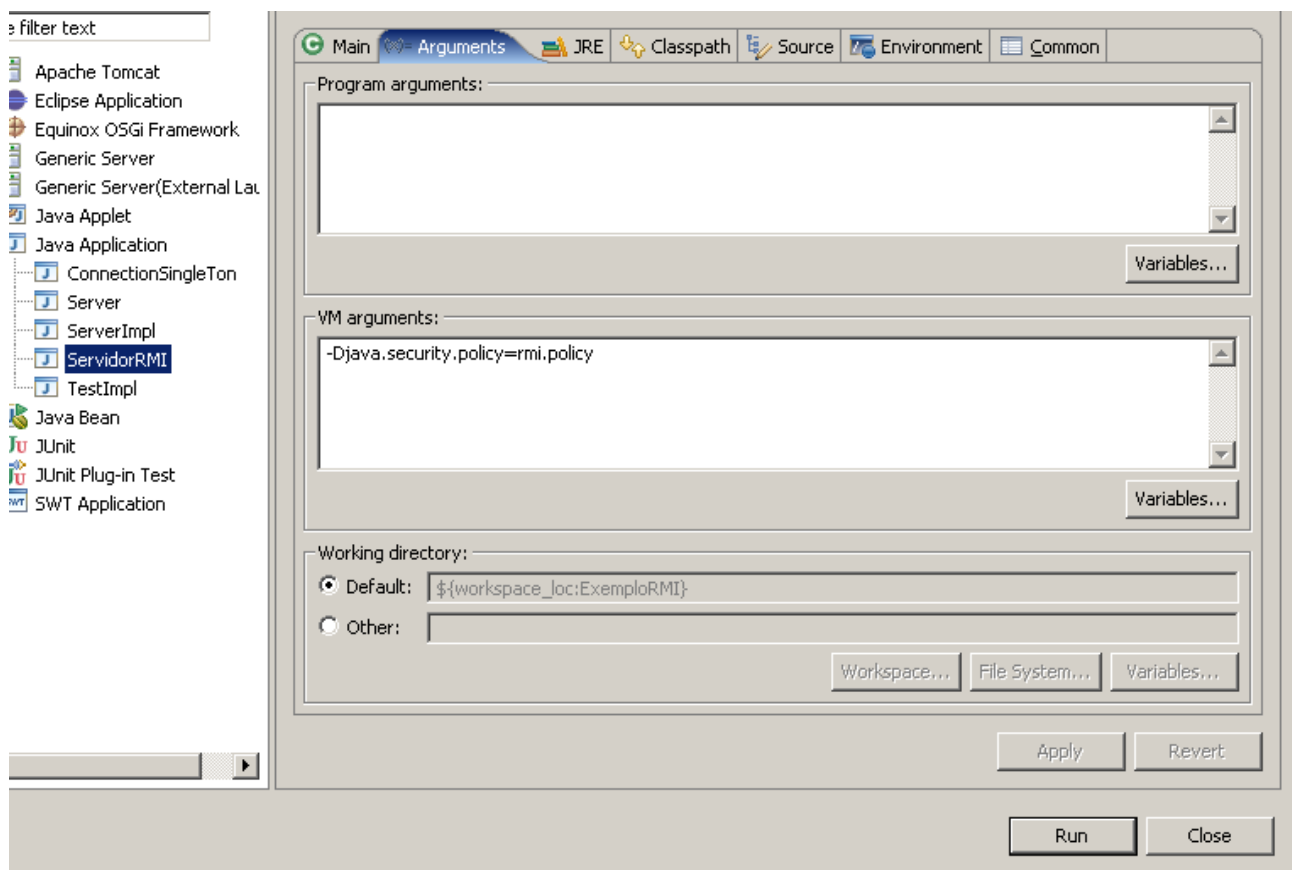 e filter text
Apache Tomcat
Eclipse Application
Equinox OSGi Framework
Generic Server
Generic Server(External Lau
Java Applet
Java Application
ConnectionSingleTon
Server
ServerImpl
ServidorRMI
TestImpl
Java Bean
JUnit
JUnit Plug-in Test
SWT Application
Main
(x)= Arguments
JRE
Classpath
Source
Environment
Common
Program arguments:
Variables...
VM arguments:
-Djava.security.policy=rmi.policy
Variables...
Working directory:
Default: ${workspace_loc:ExemploRMI}
Other:
Workspace... File System... Variables...
Apply Revert
Run Close